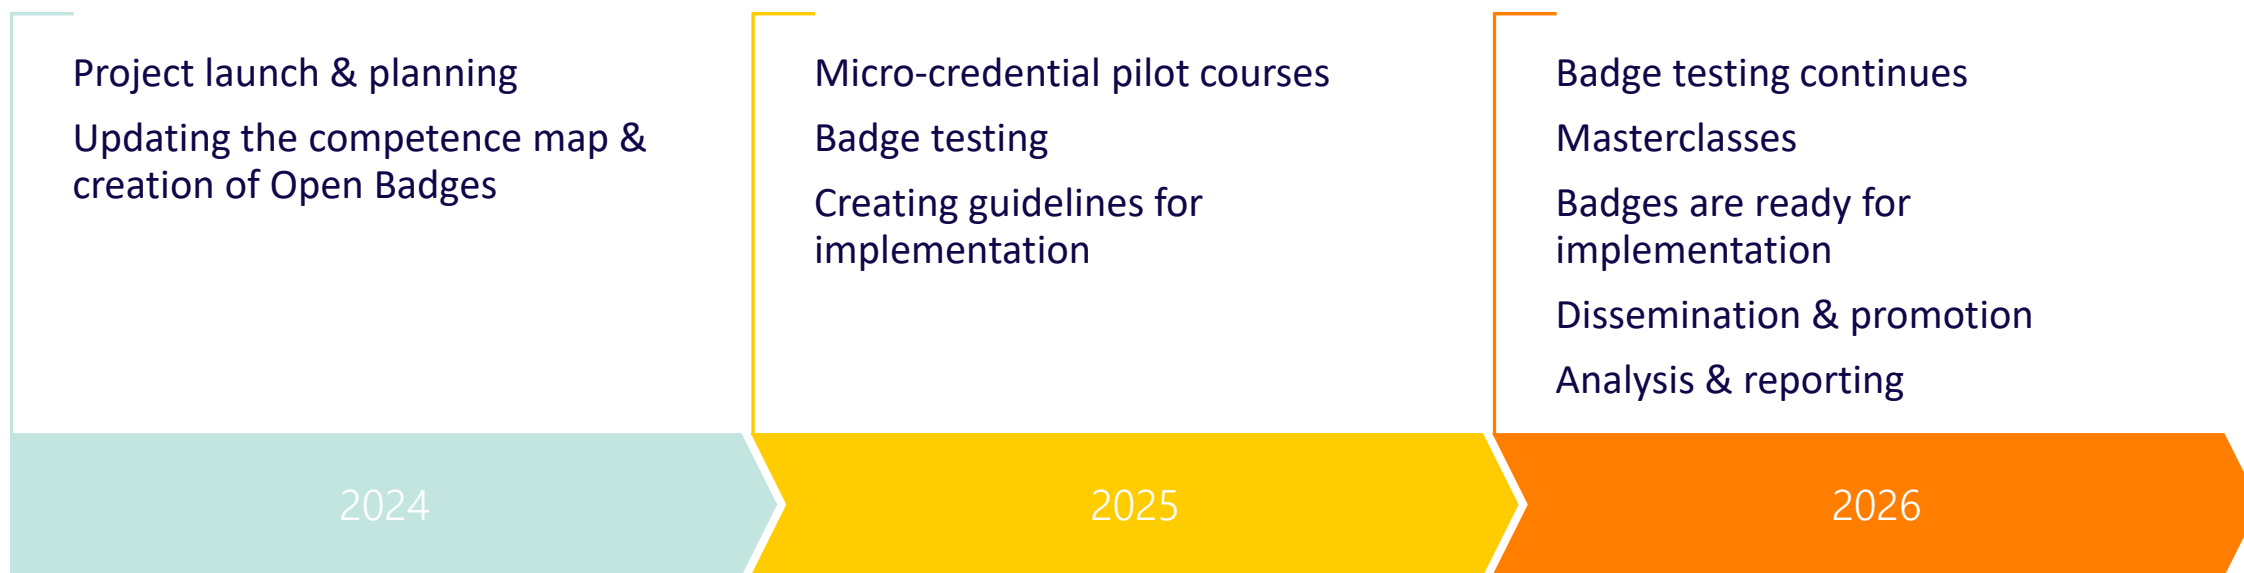 Project launch & planning
Updating the competence map &
creation of Open Badges
2024
Micro-credential pilot courses
Badge testing
Creating guidelines for
implementation
2025
Badge testing continues
Masterclasses
Badges are ready for
implementation
Dissemination & promotion
Analysis & reporting
2026